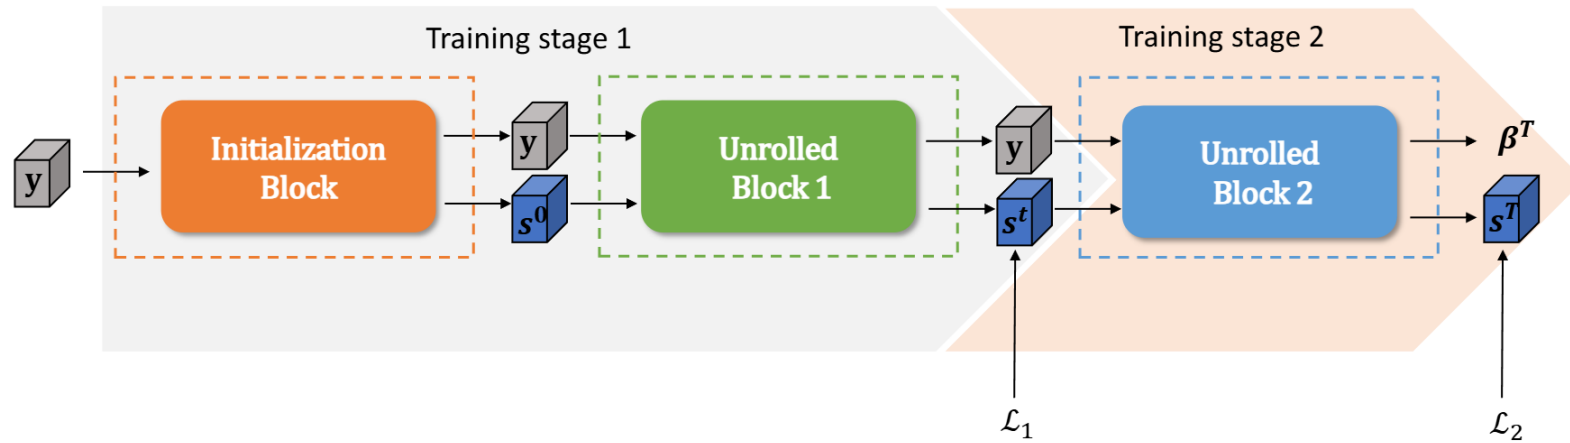 Training stage 1
Training stage 2
y
Initialization
Block
y
s⁰
Unrolled
Block 1
y
sᵗ
Unrolled
Block 2
βᵀ
sᵀ
ℒ₁
ℒ₂